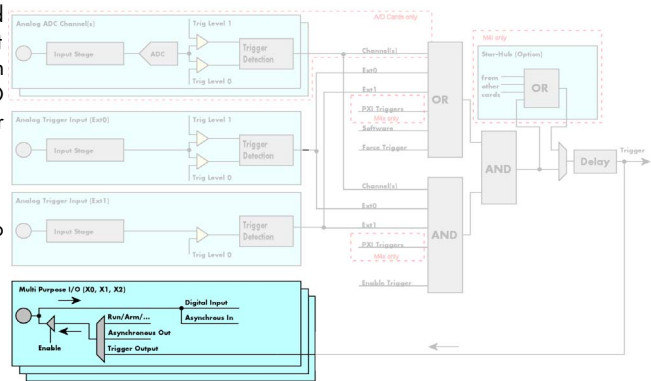 Analog ADC Channel(s)
Trig Level 1
Input Stage
ADC
Trigger
Detection
Trig Level 0
A/D Cards only
Channel(s)
Ext0
Ext1
PXI Triggers
M4x only
Software
Force Trigger
OR
M4i only
Star-Hub (Option)
from
other
cards
OR
Analog Trigger Input (Ext0)
Trig Level 1
Input Stage
Trigger
Detection
Trig Level 0
AND
Delay
Trigger
Analog Trigger Input (Ext1)
Input Stage
Trigger
Detection
Trig Level 0
Channel(s)
Ext0
Ext1
PXI Triggers
M4x only
Enable Trigger
AND
Multi Purpose I/O (X0, X1, X2)
Digital Input
Asynchrous In
Run/Arm/...
Asynchronous Out
Trigger Output
Enable